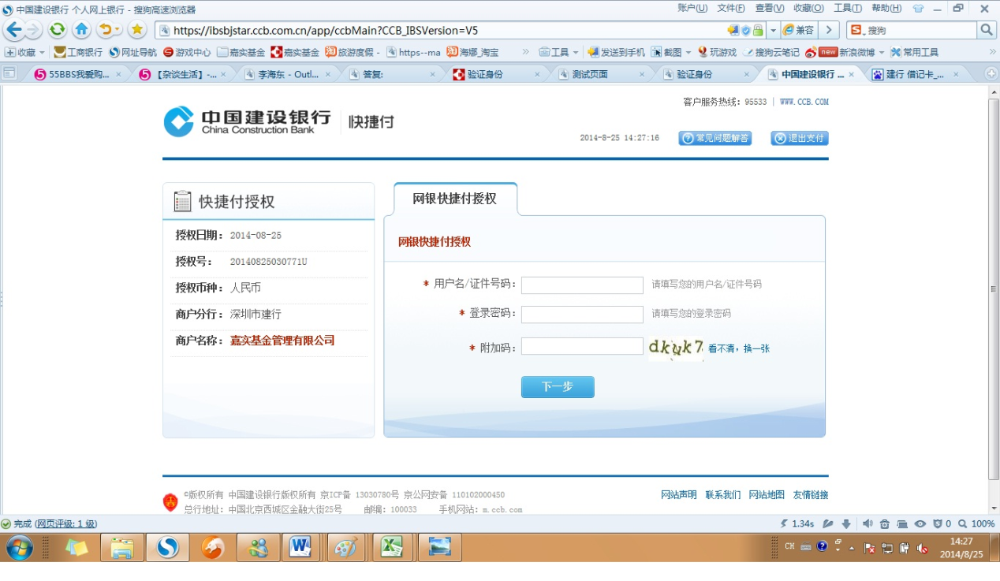 中国建设银行 个人网上银行 - 搜狗高速浏览器
账户(U) 文件(F) 查看(V) 收藏(O) 工具(T) 帮助(H)
https://ibsbjstar.ccb.com.cn/app/ccbMain?CCB_IBSVersion=V5 兼容 搜狗
收藏 工商银行 网址导航 游戏中心 嘉实基金 嘉实基金 旅游度假 - https--ma 海娜_淘宝 » 工具 发送到手机 截图 玩游戏 搜狗云笔记 new 新浪微博 常用工具 »
55BBS我爱购... × 【杂谈生活】-... × 李海东 - Outl... × 答复: × 验证身份 × 测试页面 × 验证身份 × 中国建设银行 ... × 建行 借记卡_... ×
客户服务热线: 95533 | WWW.CCB.COM
中国建设银行
China Construction Bank
快捷付
2014-8-25 14:27:16 常见问题解答 退出支付
快捷付授权
授权日期: 2014-08-25
授权号: 20140825030771U
授权币种: 人民币
商户分行: 深圳市建行
商户名称: 嘉实基金管理有限公司
网银快捷付授权
网银快捷付授权
* 用户名/证件号码: 请填写您的用户名/证件号码
* 登录密码: 请填写您的登录密码
* 附加码: dkuk7 看不清，换一张
下一步
©版权所有 中国建设银行版权所有 京ICP备 13030780号 京公网安备 110102000450
总行地址: 中国北京西城区金融大街25号 邮编: 100033 手机网站: m.ccb.com
网站声明 联系我们 网站地图 友情链接
完成 (网页评级: 1 级)
1.34s 0 100%
CH 14:27
2014/8/25